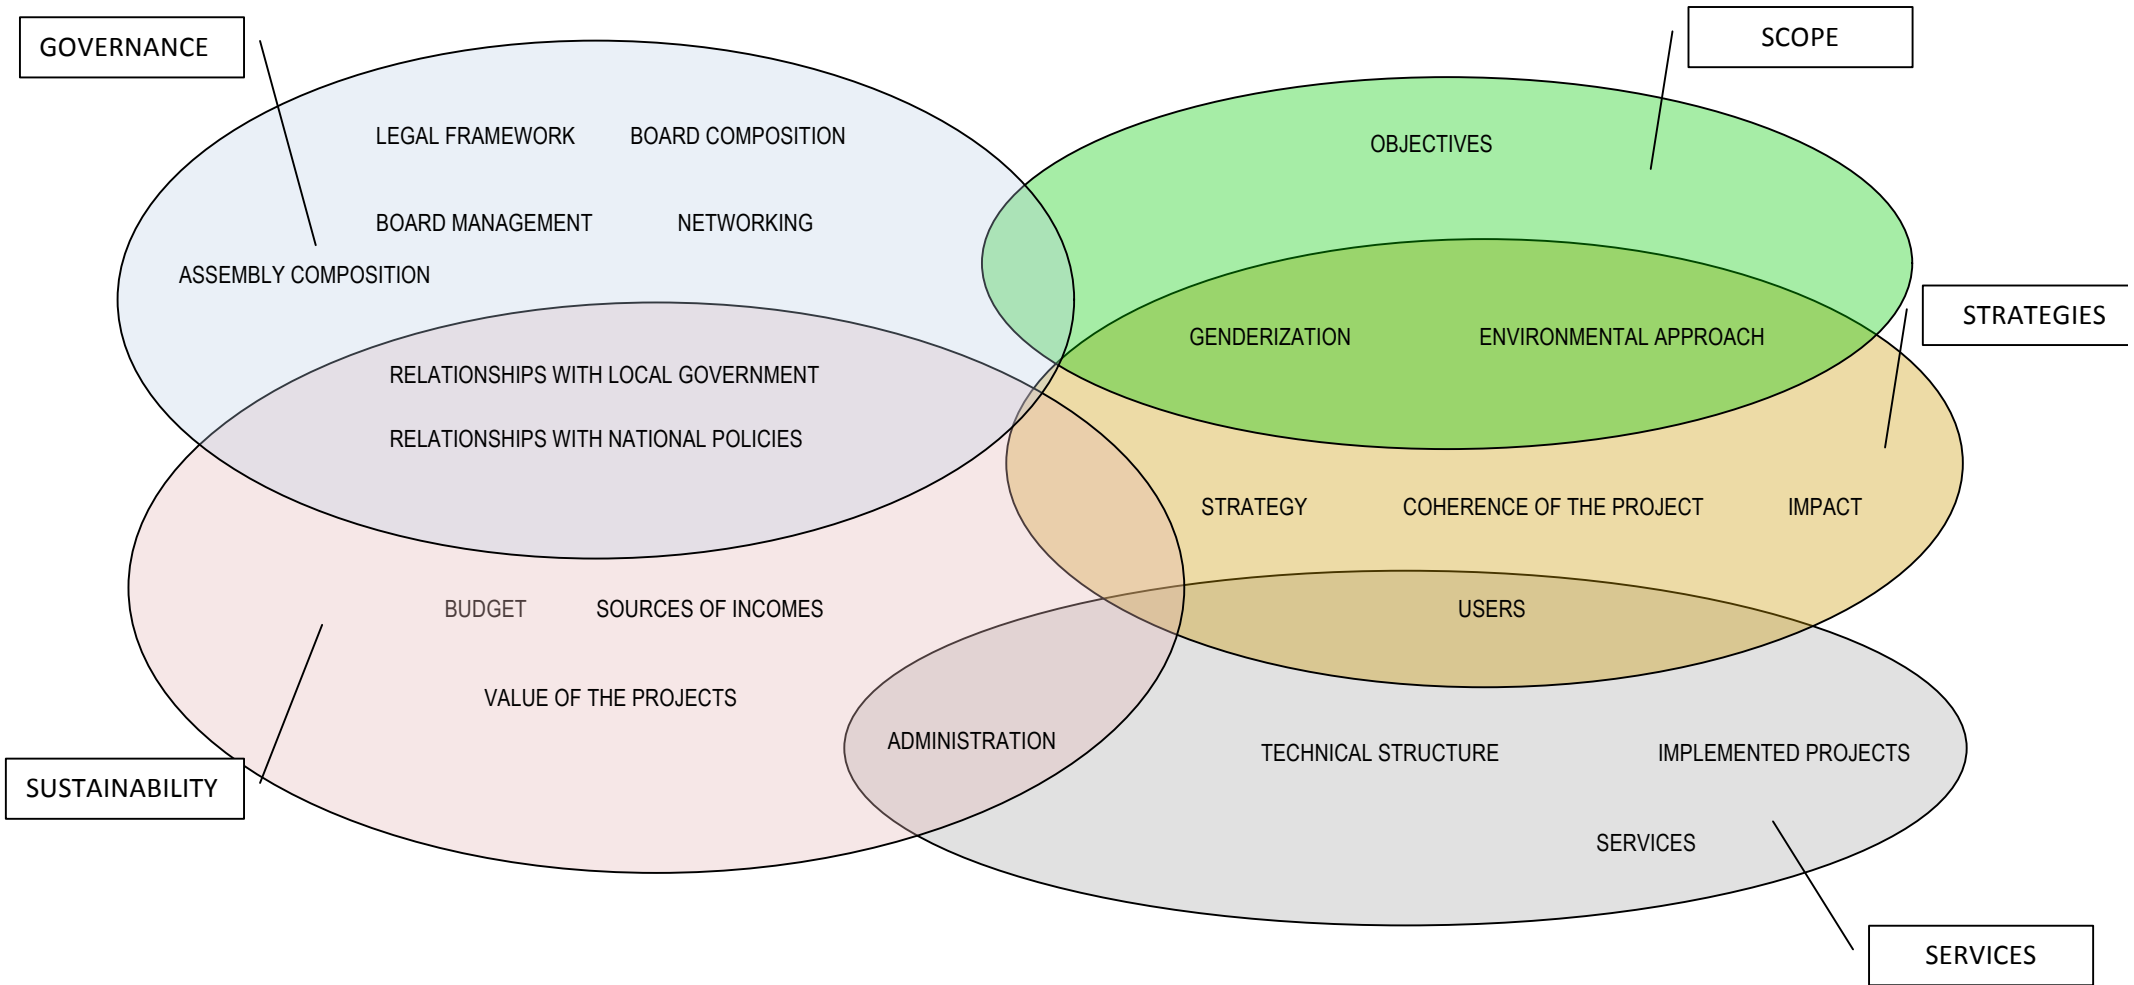 GOVERNANCE
SCOPE
LEGAL FRAMEWORK
BOARD COMPOSITION
OBJECTIVES
BOARD MANAGEMENT
NETWORKING
ASSEMBLY COMPOSITION
STRATEGIES
GENDERIZATION
ENVIRONMENTAL APPROACH
RELATIONSHIPS WITH LOCAL GOVERNMENT
RELATIONSHIPS WITH NATIONAL POLICIES
STRATEGY
COHERENCE OF THE PROJECT
IMPACT
BUDGET
SOURCES OF INCOMES
USERS
VALUE OF THE PROJECTS
ADMINISTRATION
TECHNICAL STRUCTURE
IMPLEMENTED PROJECTS
SUSTAINABILITY
SERVICES
SERVICES